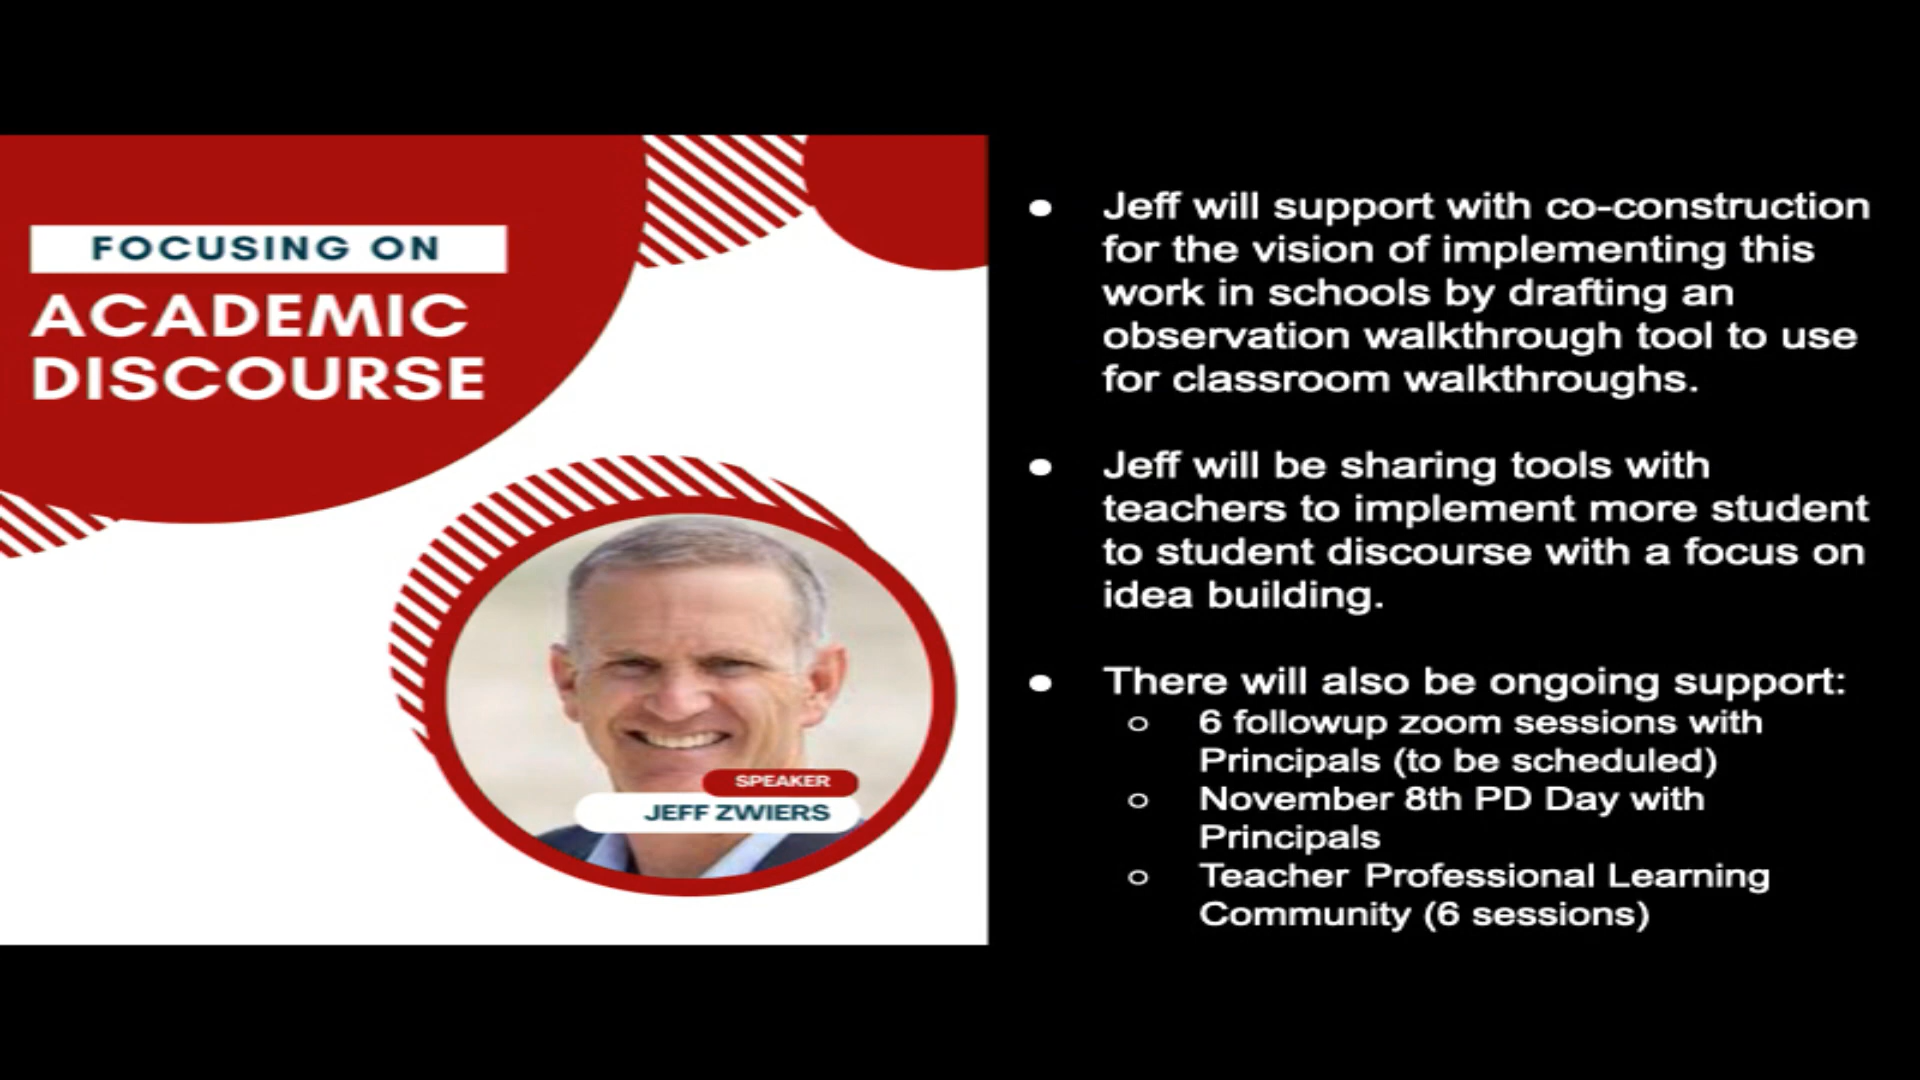 FOCUSING ON
ACADEMIC
DISCOURSE
SPEAKER
JEFF ZWIERS
● Jeff will support with co-construction
for the vision of implementing this
work in schools by drafting an
observation walkthrough tool to use
for classroom walkthroughs.
● Jeff will be sharing tools with
teachers to implement more student
to student discourse with a focus on
idea building.
● There will also be ongoing support:
○ 6 followup zoom sessions with
Principals (to be scheduled)
○ November 8th PD Day with
Principals
○ Teacher Professional Learning
Community (6 sessions)